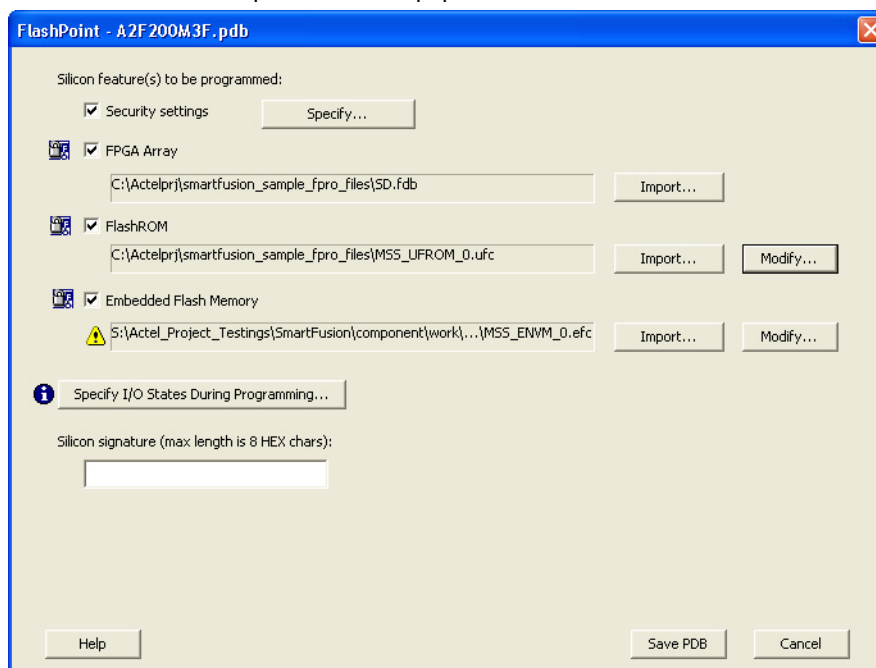 FlashPoint - A2F200M3F.pdb
Silicon feature(s) to be programmed:
Security settings
Specify...
FPGA Array
C:\Actelprj\smartfusion_sample_fpro_files\SD.fdb
Import...
FlashROM
C:\Actelprj\smartfusion_sample_fpro_files\MSS_UFROM_0.ufc
Import...
Modify...
Embedded Flash Memory
S:\Actel_Project_Testings\SmartFusion\component\work\...\MSS_ENVM_0.efc
Import...
Modify...
Specify I/O States During Programming...
Silicon signature (max length is 8 HEX chars):
Help
Save PDB
Cancel